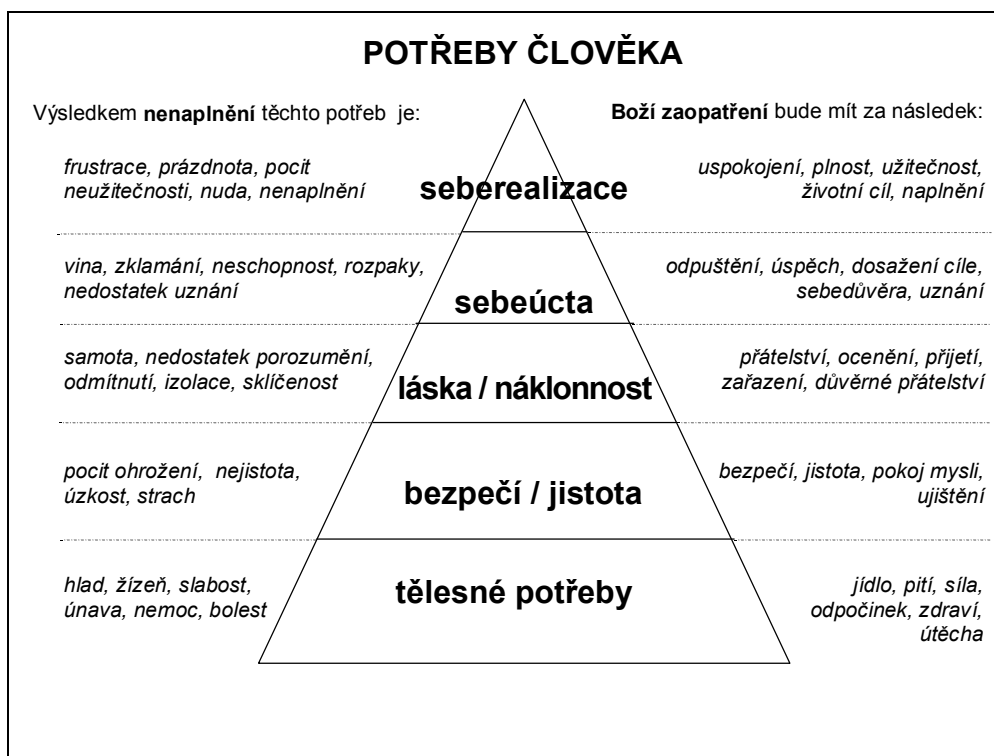 POTŘEBY ČLOVĚKA
Výsledkem nenaplnění těchto potřeb je:
Boží zaopatření bude mít za následek:
frustrace, prázdnota, pocit
neužitečnosti, nuda, nenaplnění
seberealizace
uspokojení, plnost, užitečnost,
životní cíl, naplnění
vina, zklamání, neschopnost, rozpaky,
nedostatek uznání
sebeúcta
odpuštění, úspěch, dosažení cíle,
sebedůvěra, uznání
samota, nedostatek porozumění,
odmítnutí, izolace, sklíčenost
láska / náklonnost
přátelství, ocenění, přijetí,
zařazení, důvěrné přátelství
pocit ohrožení, nejistota,
úzkost, strach
bezpečí / jistota
bezpečí, jistota, pokoj mysli,
ujištění
hlad, žízeň, slabost,
únava, nemoc, bolest
tělesné potřeby
jídlo, pití, síla,
odpočinek, zdraví,
útěcha